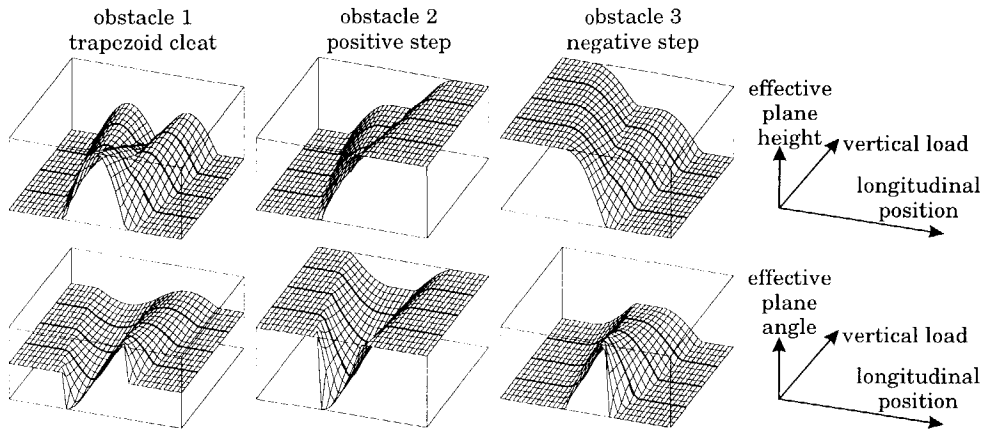 obstacle 1
trapezoid cleat
obstacle 2
positive step
obstacle 3
negative step
effective
plane
height
vertical load
longitudinal
position
effective
plane
angle
vertical load
longitudinal
position